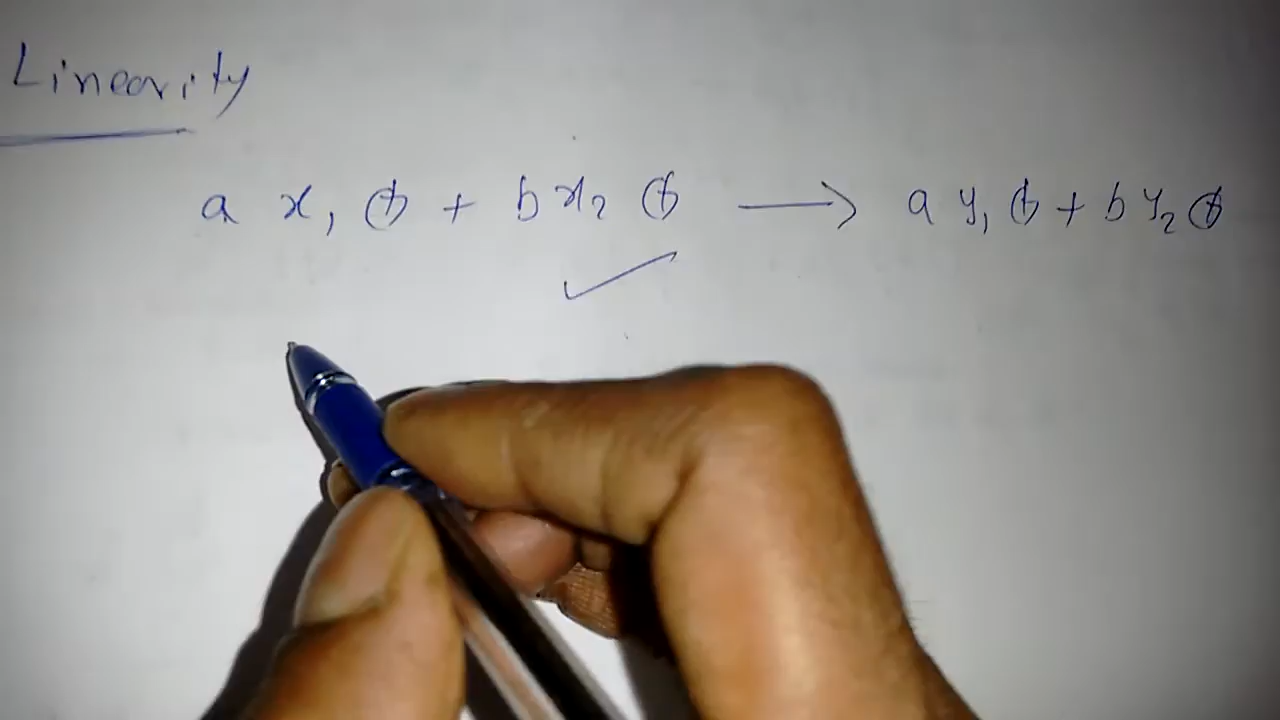 Linearity
a x₁(t) + b x₂(t) ⟶ a y₁(t) + b y₂(t)